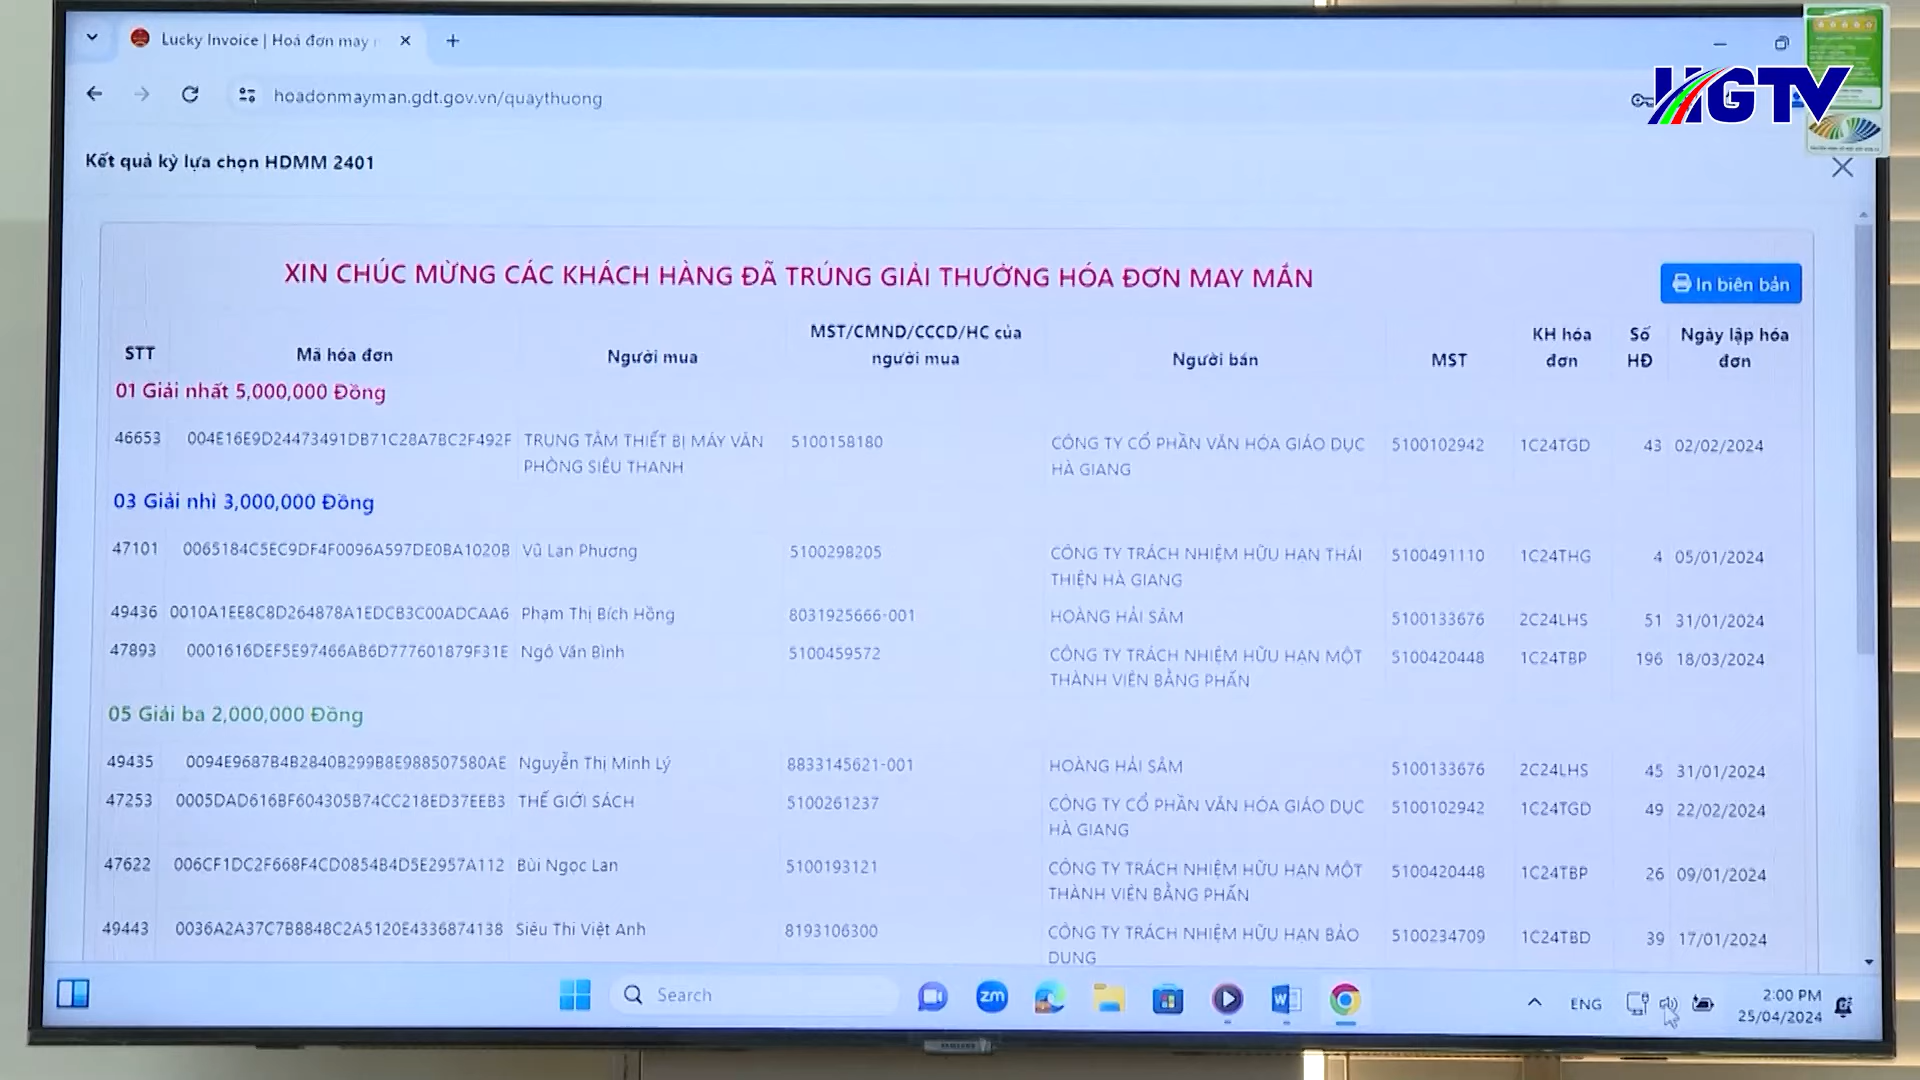 Lucky Invoice | Hoá đơn may
HGTV
hoadonmayman.gdt.gov.vn/quaythuong
Kết quả kỳ lựa chọn HDMM 2401
XIN CHÚC MỪNG CÁC KHÁCH HÀNG ĐÃ TRÚNG GIẢI THƯỞNG HÓA ĐƠN MAY MẮN
In biên bản
STT Mã hóa đơn Người mua MST/CMND/CCCD/HC của người mua Người bán MST KH hóa đơn Số HĐ Ngày lập hóa đơn
01 Giải nhất 5,000,000 Đồng
46653 004E16E9D24473491DB71C28A7BC2F492F TRUNG TÂM THIẾT BỊ MÁY VĂN 5100158180 CÔNG TY CỔ PHẦN VĂN HÓA GIÁO DỤC 5100102942 1C24TGD 43 02/02/2024
PHÒNG SIÊU THANH HÀ GIANG
03 Giải nhì 3,000,000 Đồng
47101 0065184C5EC9DF4F0096A597DE0BA1020B Vũ Lan Phương 5100298205 CÔNG TY TRÁCH NHIỆM HỮU HẠN THÁI 5100491110 1C24THG 4 05/01/2024
THIỆN HÀ GIANG
49436 0010A1EE8C8D264878A1EDCB3C00ADCAA6 Phạm Thị Bích Hồng 8031925666-001 HOÀNG HẢI SÂM 5100133676 2C24LHS 51 31/01/2024
47893 0001616DEF5E97466AB6D777601879F31E Ngô Văn Bình 5100459572 CÔNG TY TRÁCH NHIỆM HỮU HẠN MỘT 5100420448 1C24TBP 196 18/03/2024
THÀNH VIÊN BẰNG PHẤN
05 Giải ba 2,000,000 Đồng
49435 0094E9687B4B2840B299B8E988507580AE Nguyễn Thị Minh Lý 8833145621-001 HOÀNG HẢI SÂM 5100133676 2C24LHS 45 31/01/2024
47253 0005DAD616BF604305B74CC218ED37EEB3 THẾ GIỚI SÁCH 5100261237 CÔNG TY CỔ PHẦN VĂN HÓA GIÁO DỤC 5100102942 1C24TGD 49 22/02/2024
HÀ GIANG
47622 006CF1DC2F668F4CD0854B4D5E2957A112 Bùi Ngọc Lan 5100193121 CÔNG TY TRÁCH NHIỆM HỮU HẠN MỘT 5100420448 1C24TBP 26 09/01/2024
THÀNH VIÊN BẰNG PHẤN
49443 0036A2A37C7B8848C2A5120E4336874138 Siêu Thị Việt Anh 8193106300 CÔNG TY TRÁCH NHIỆM HỮU HẠN BẢO 5100234709 1C24TBD 39 17/01/2024
DUNG
Search zm ENG 2:00 PM
25/04/2024
SAMSUNG